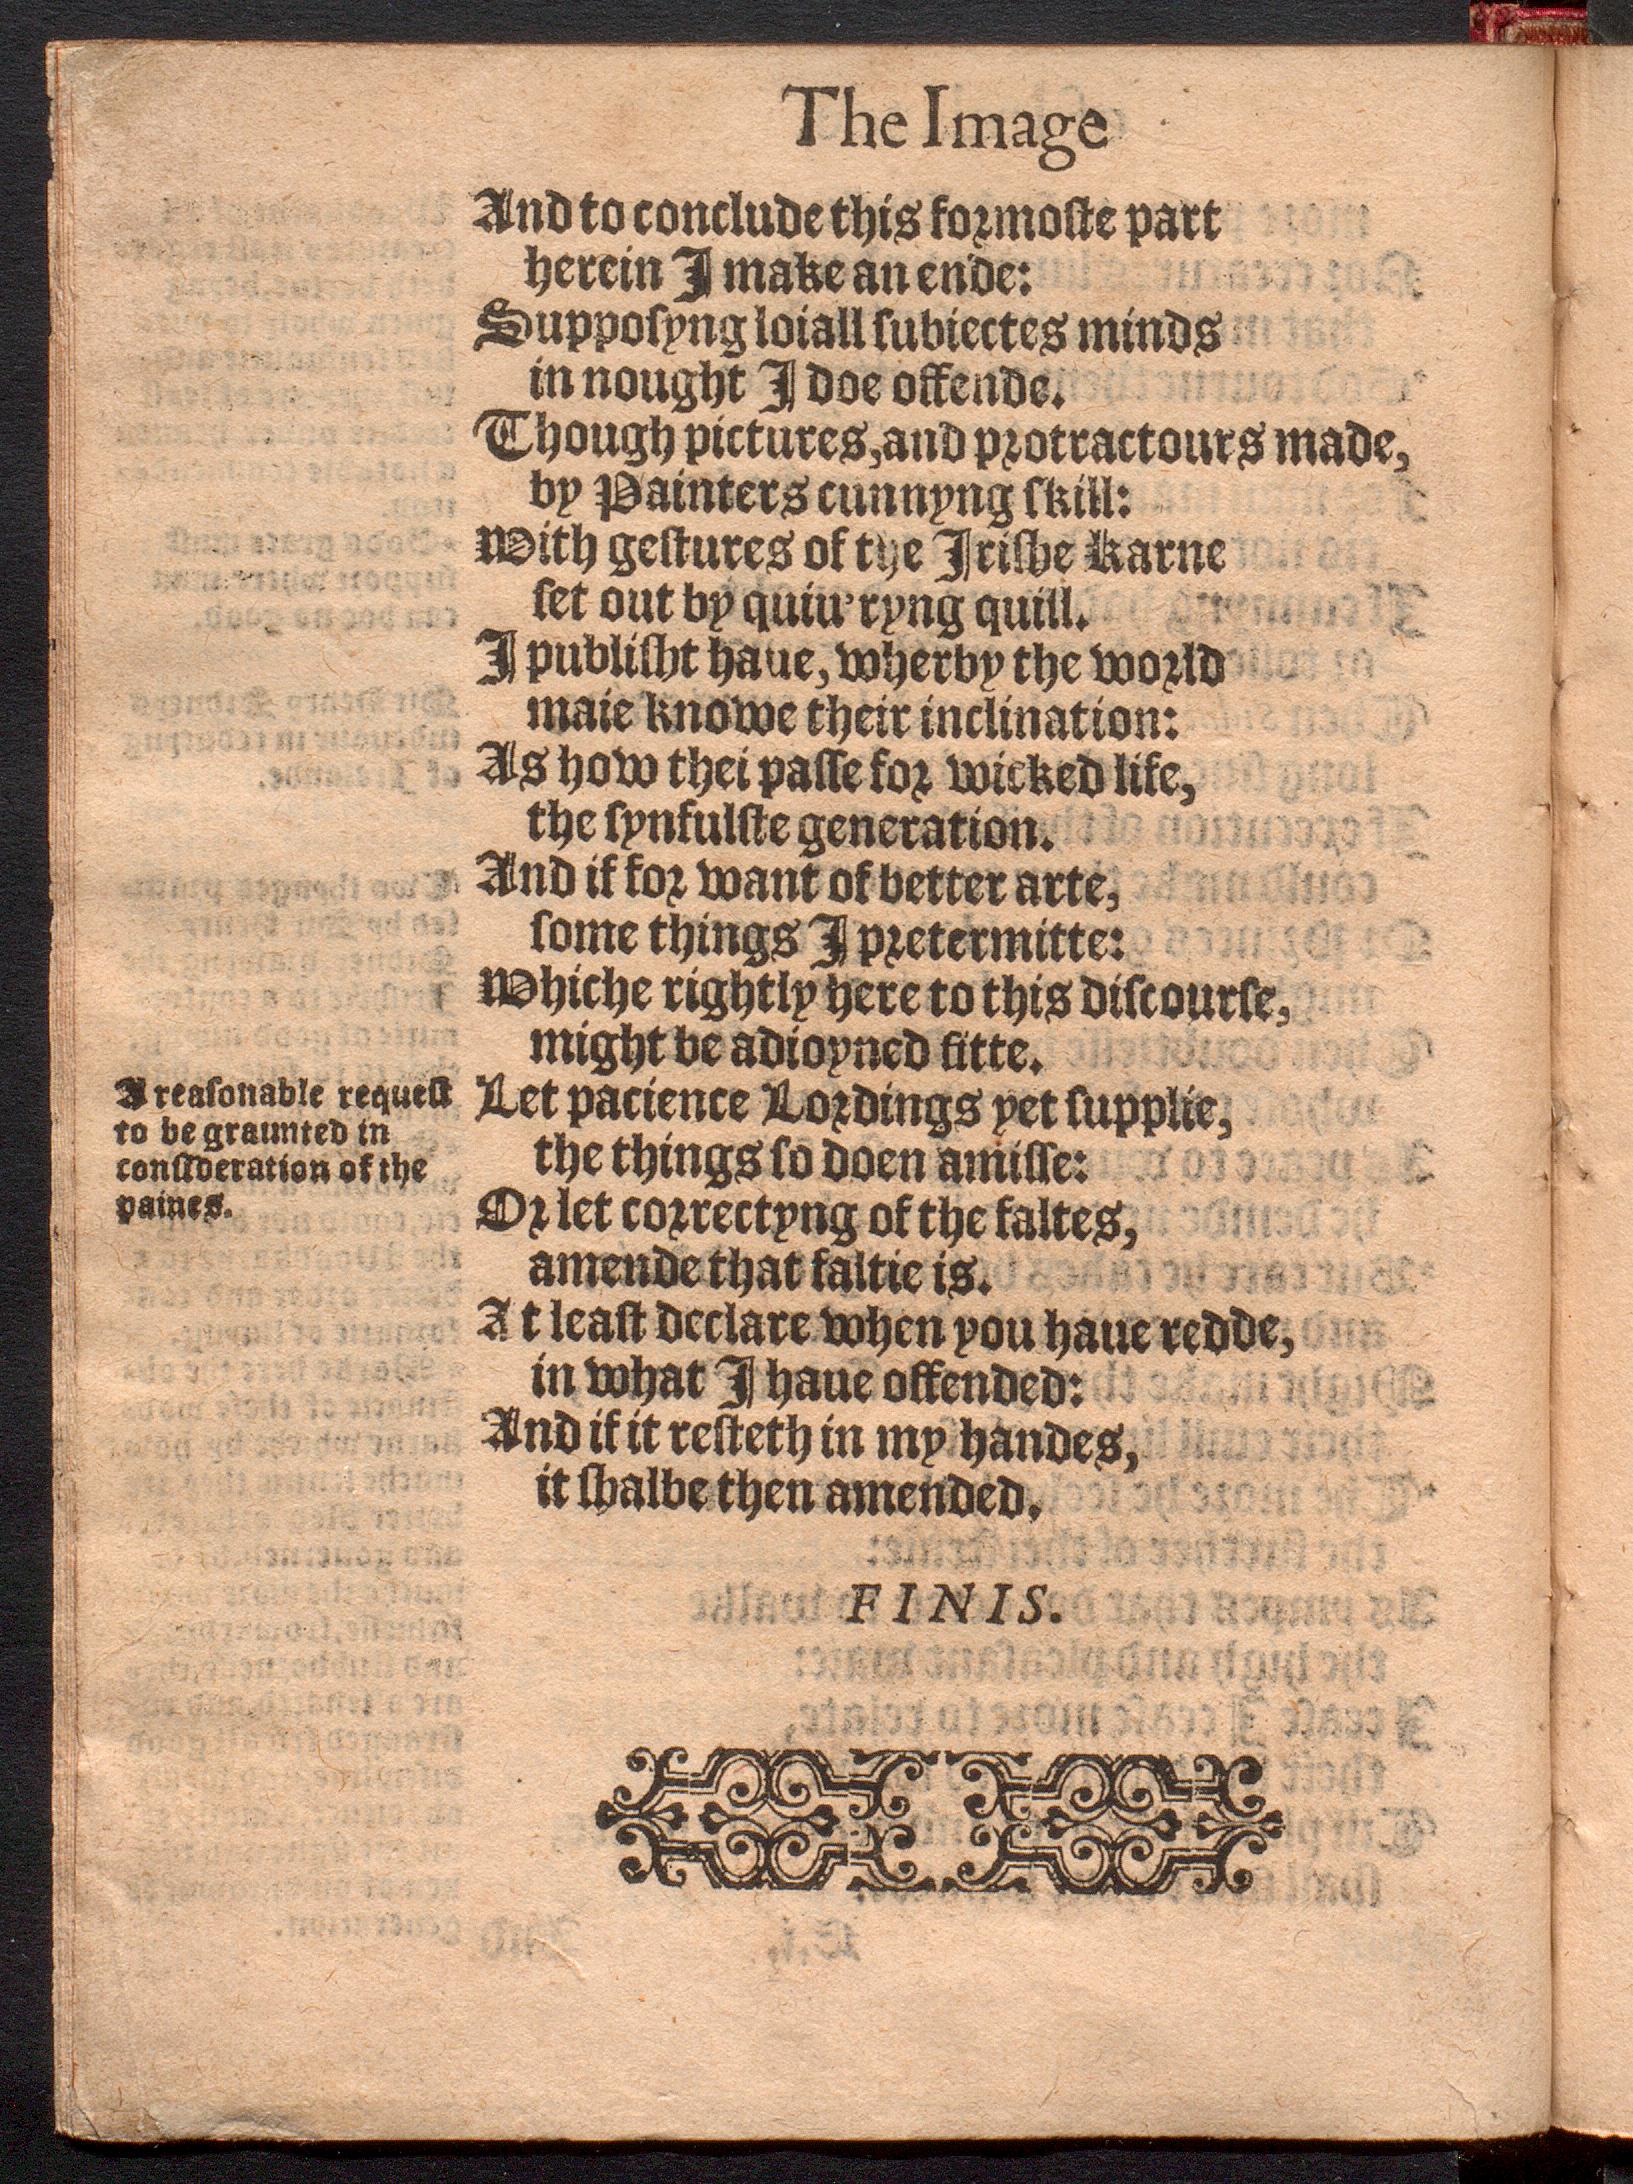 The Image
And to conclude this formoſte part
herein I make an ende:
Suppoſyng loiall ſubiectes minds
in nought I doe offende.
Though pictures, and protractours made,
by Painters cunnyng ſkill:
With geſtures of the Iriſhe Karne
ſet out by quiu'ryng quill.
I publiſht haue, wherby the world
maie knowe their inclination:
As how thei paſſe for wicked life,
the ſynfulſte generation.
And if for want of better arte,
ſome things I pretermitte:
Whiche rightly here to this diſcourſe,
might be adioyned fitte.
A reaſonable requeſt
to be graunted in
conſideration of the
paines.
Let pacience Lordings yet ſupplie,
the things ſo doen amiſſe:
Or let correctyng of the faltes,
amende that faltie is.
At leaſt declare when you haue redde,
in what I haue offended:
And if it reſteth in my handes,
it ſhalbe then amended.
FINIS.